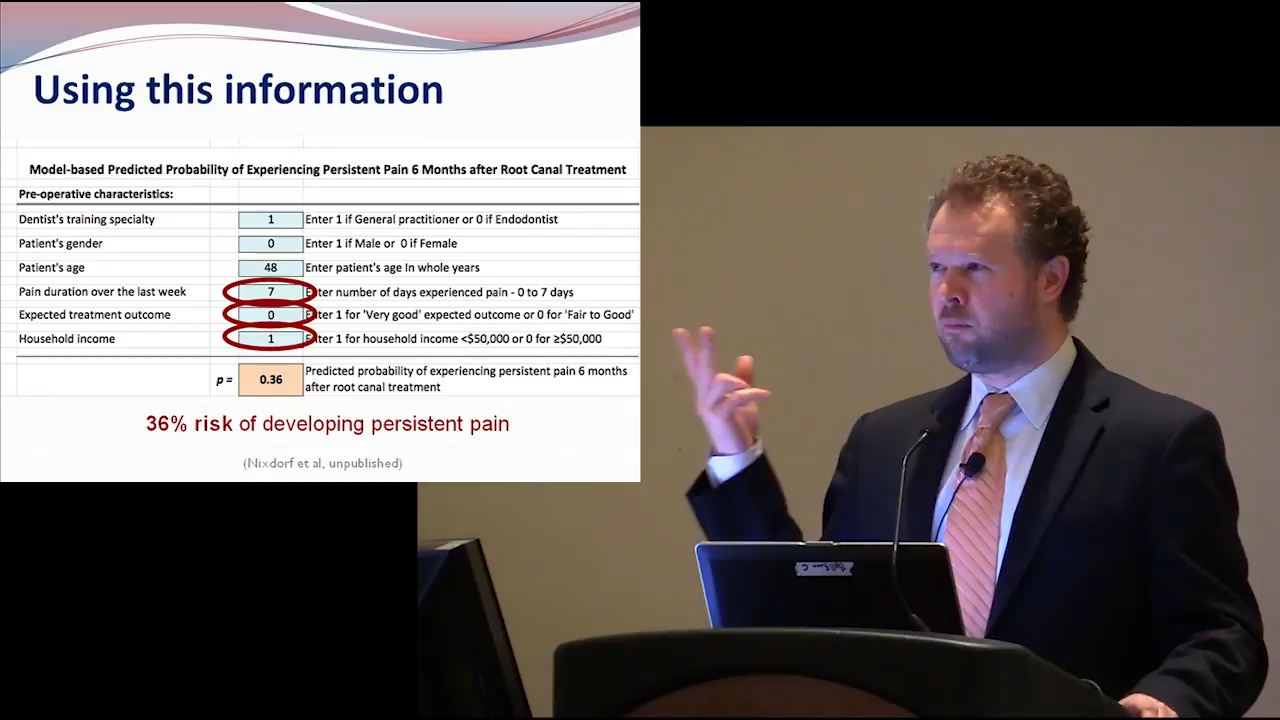 Using this information
Model-based Predicted Probability of Experiencing Persistent Pain 6 Months after Root Canal Treatment
Pre-operative characteristics:
Dentist's training specialty 1 Enter 1 if General practitioner or 0 if Endodontist
Patient's gender 0 Enter 1 if Male or 0 if Female
Patient's age 48 Enter patient's age In whole years
Pain duration over the last week 7 Enter number of days experienced pain - 0 to 7 days
Expected treatment outcome 0 Enter 1 for 'Very good' expected outcome or 0 for 'Fair to Good'
Household income 1 Enter 1 for household income <$50,000 or 0 for ≥$50,000
p = 0.36 Predicted probability of experiencing persistent pain 6 months
after root canal treatment
36% risk of developing persistent pain
(Nixdorf et al, unpublished)